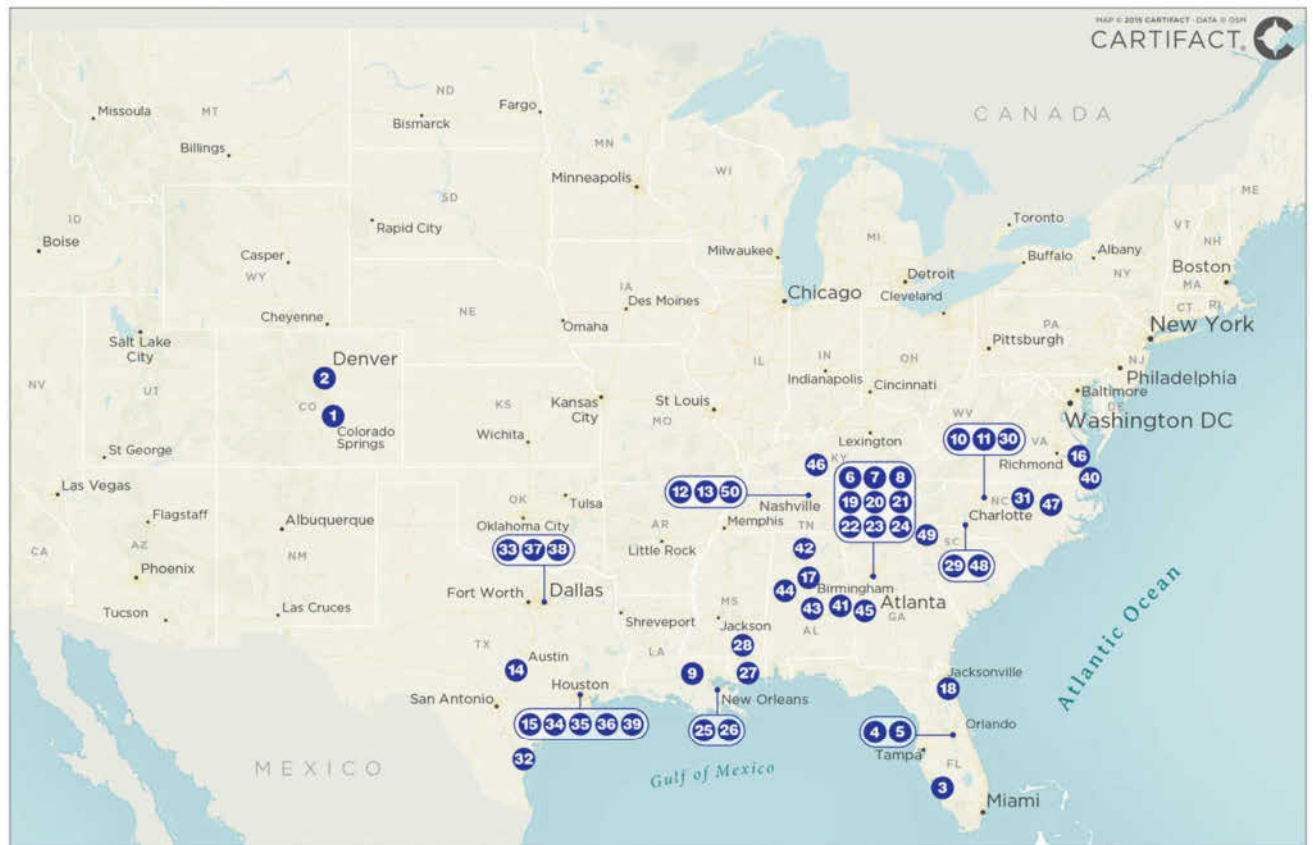 MAP © 2015 CARTIFACT · DATA © OSM
CARTIFACT.
CANADA
ND
Fargo
Missoula
MT
Bismarck
MN
Billings
WI
Minneapolis
ME
SD
ID
Rapid City
Toronto
VT
Boise
MI
NH
Casper
Milwaukee
Buffalo
Albany
WY
Detroit
NY
Boston
IA
Chicago
Cleveland
MA
Des Moines
CT RI
NE
Cheyenne
Omaha
PA
New York
Salt Lake
City
Pittsburgh
OH
IN
IL
Denver
NJ
NV
2
Indianapolis
Cincinnati
Philadelphia
UT
Baltimore
Kansas
City
KS
CO
St Louis
DE
1
WV
Washington DC
MO
Colorado
Springs
Wichita
Lexington
10 11 30
VA
St George
KY
Richmond
16
46
6 7 8
40
Las Vegas
12 13 50
19 20 21
NC
31
47
OK
Tulsa
Nashville
Flagstaff
Charlotte
Albuquerque
Oklahoma City
AR
Memphis
TN
22 23 24
49
CA
AZ
NM
33 37 38
Little Rock
42
SC
29 48
Phoenix
17
Birmingham
44
Fort Worth
Dallas
Atlanta
MS
43
41
45
Tucson
Las Cruces
Shreveport
Jackson
AL
GA
TX
LA
28
Austin
14
9
27
Jacksonville
Houston
18
San Antonio
New Orleans
15 34 35 36 39
25 26
4 5
Orlando
Tampa
32
MEXICO
Gulf of Mexico
FL
3
Miami
Atlantic Ocean